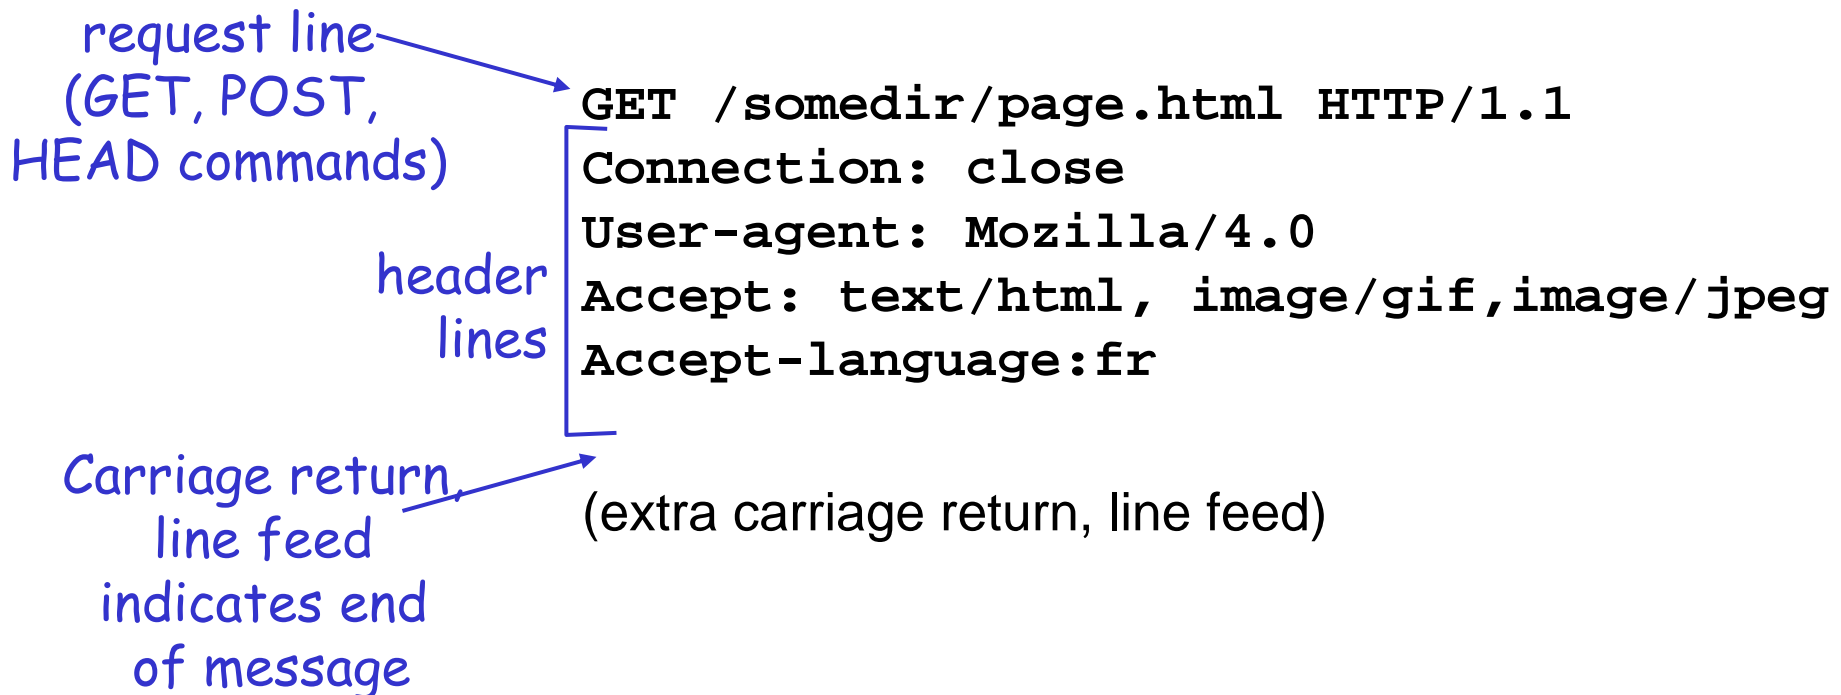 request line
(GET, POST,
HEAD commands)
GET /somedir/page.html HTTP/1.1
Connection: close
User-agent: Mozilla/4.0
Accept: text/html, image/gif,image/jpeg
Accept-language:fr
header
lines
Carriage return,
line feed
indicates end
of message
(extra carriage return, line feed)